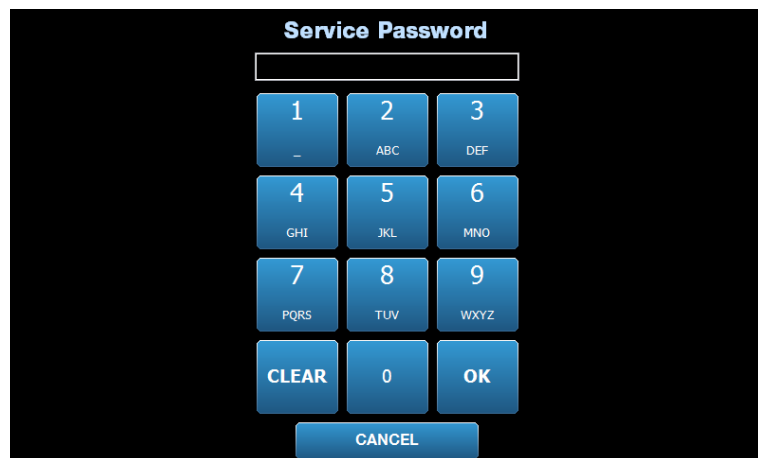 Service Password
1 2 3
_ ABC DEF
4 5 6
GHI JKL MNO
7 8 9
PQRS TUV WXYZ
CLEAR 0 OK
CANCEL